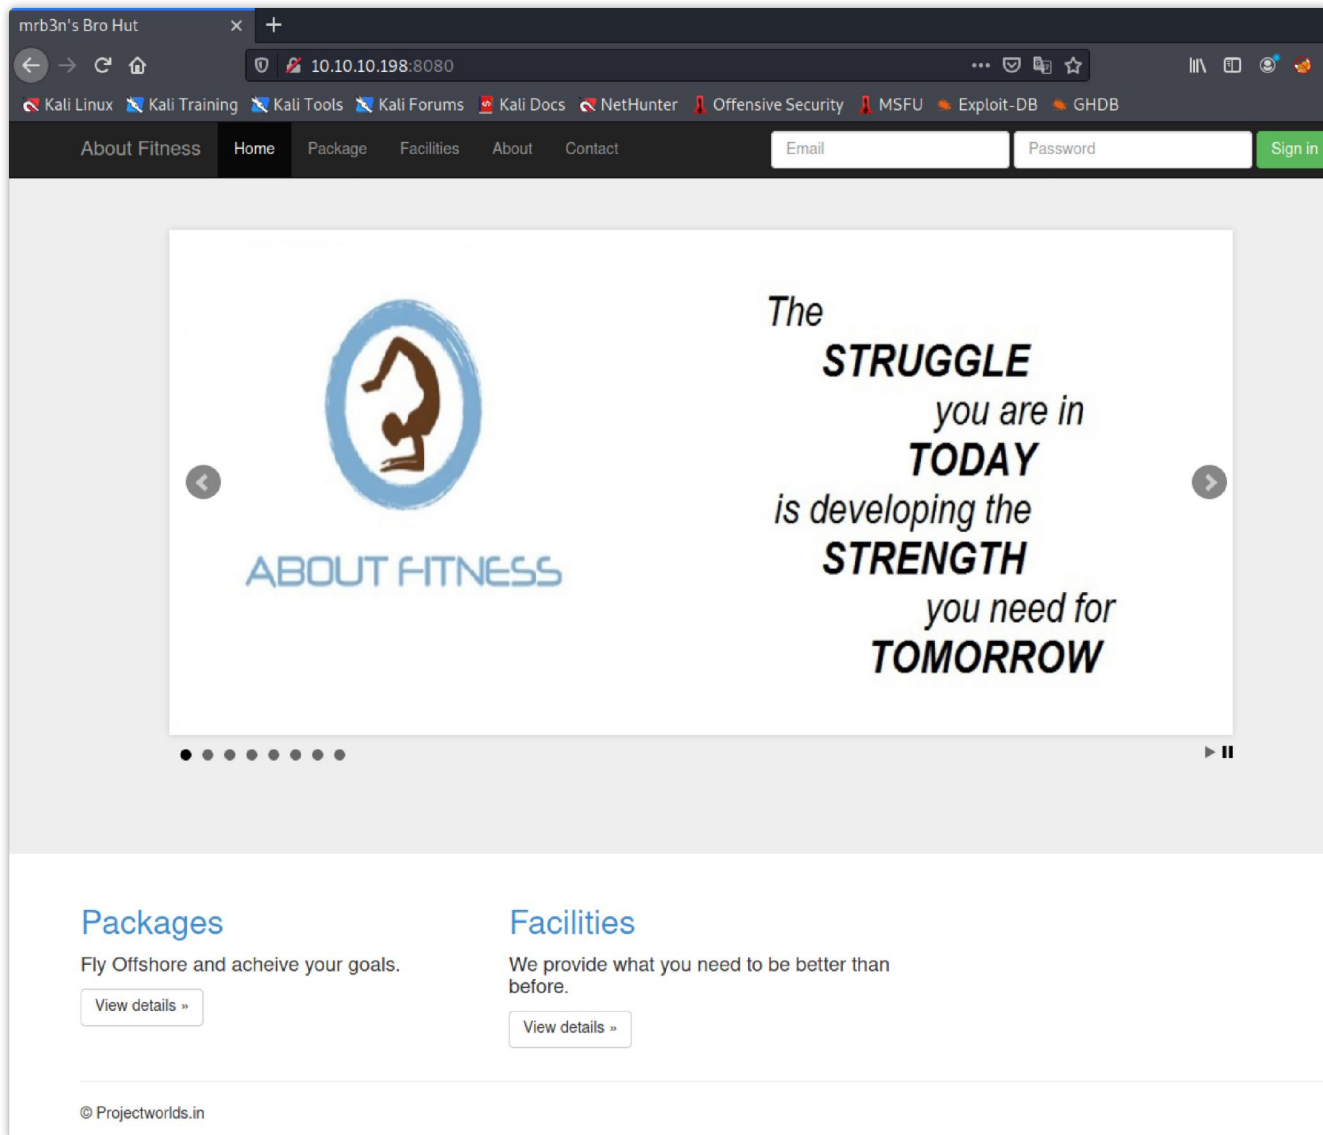 mrb3n's Bro Hut
10.10.10.198:8080
Kali Linux Kali Training Kali Tools Kali Forums Kali Docs NetHunter Offensive Security MSFU Exploit-DB GHDB
About Fitness Home Package Facilities About Contact Email Password Sign in
The
STRUGGLE
you are in
TODAY
is developing the
STRENGTH
you need for
TOMORROW
ABOUT FITNESS
Packages
Fly Offshore and acheive your goals.
View details »
Facilities
We provide what you need to be better than
before.
View details »
© Projectworlds.in